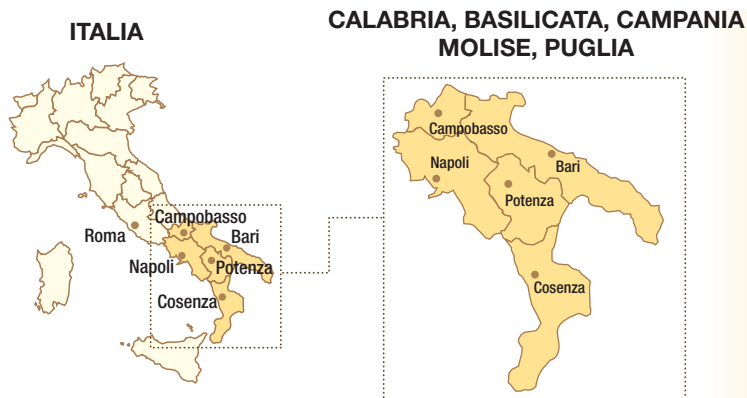 ITALIA
CALABRIA, BASILICATA, CAMPANIA
MOLISE, PUGLIA
Campobasso
Roma
Bari
Napoli
Potenza
Cosenza
Campobasso
Napoli
Bari
Potenza
Cosenza